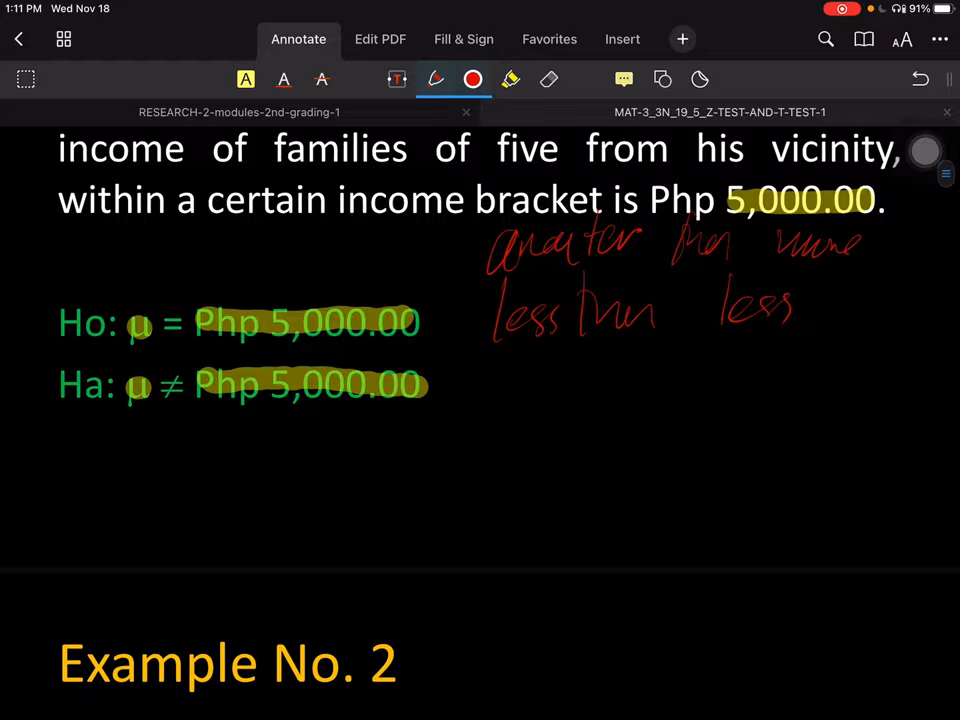 1:11 PM Wed Nov 18 91%
Annotate Edit PDF Fill & Sign Favorites Insert
A A A T AA
RESEARCH-2-modules-2nd-grading-1 MAT-3_3N_19_5_Z-TEST-AND-T-TEST-1
income of families of five from his vicinity,
within a certain income bracket is Php 5,000.00.
than
Ho: μ = Php 5,000.00 less than less
Ha: μ ≠ Php 5,000.00
Example No. 2